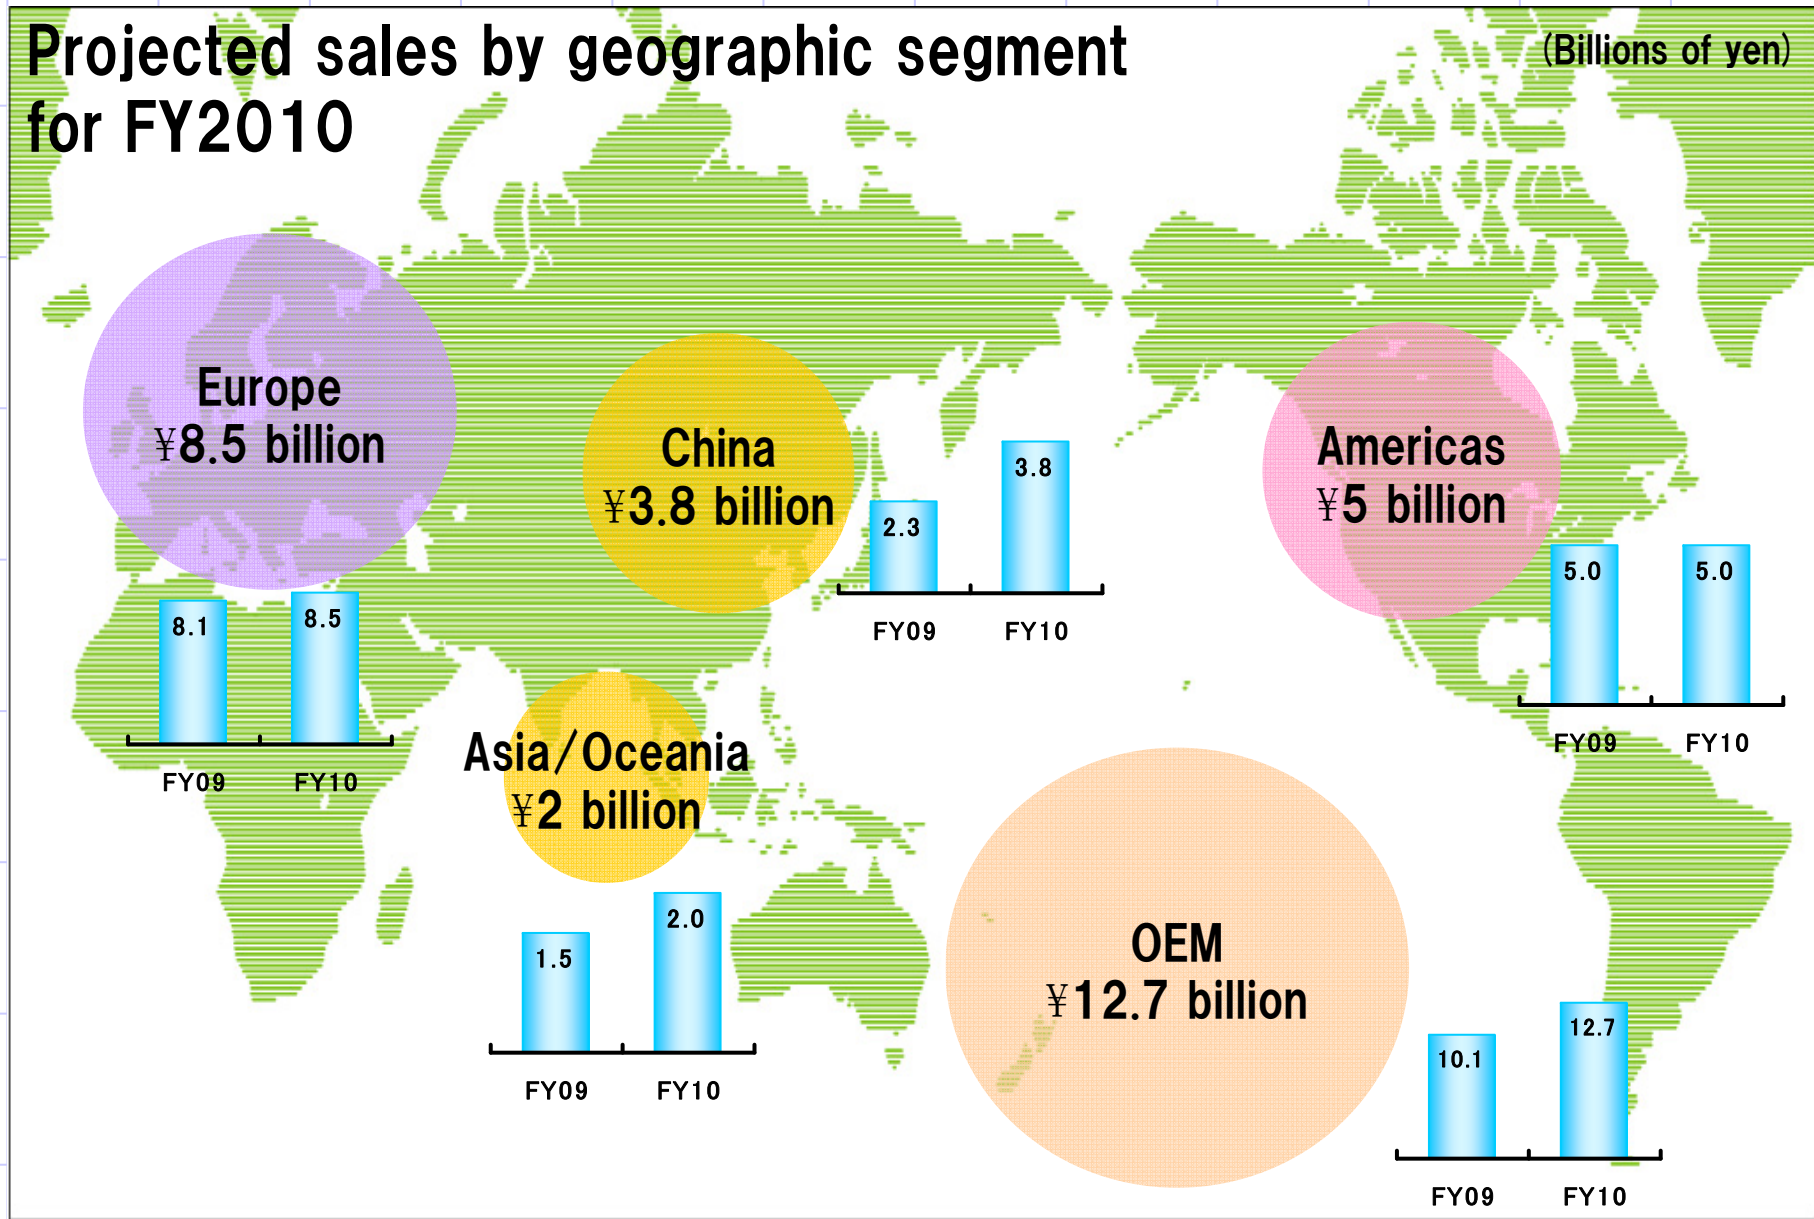 Projected sales by geographic segment
for FY2010
(Billions of yen)
Europe
¥8.5 billion
8.1
8.5
FY09
FY10
China
¥3.8 billion
2.3
3.8
FY09
FY10
Americas
¥5 billion
5.0
5.0
FY09
FY10
Asia/Oceania
¥2 billion
1.5
2.0
FY09
FY10
OEM
¥12.7 billion
10.1
12.7
FY09
FY10